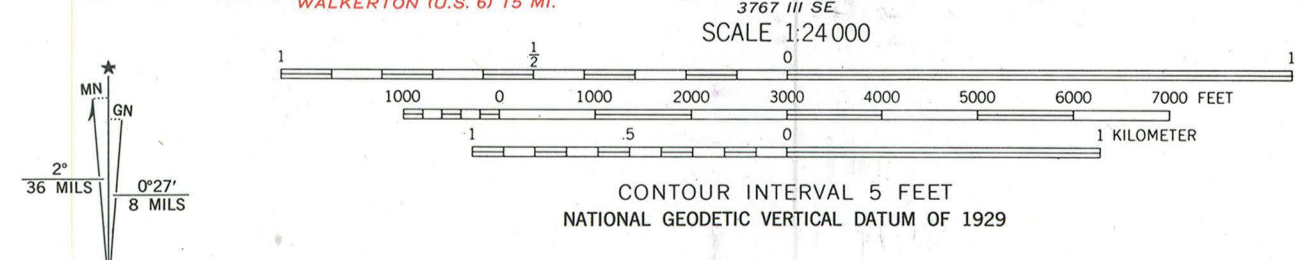 WALKERTON (U.S. 6) 15 MI.
3767 III SE
SCALE 1:24 000
1 1/2 0 1
1000 0 1000 2000 3000 4000 5000 6000 7000 FEET
1 .5 0 1 KILOMETER
MN
GN
2°
36 MILS
0°27′
8 MILS
CONTOUR INTERVAL 5 FEET
NATIONAL GEODETIC VERTICAL DATUM OF 1929